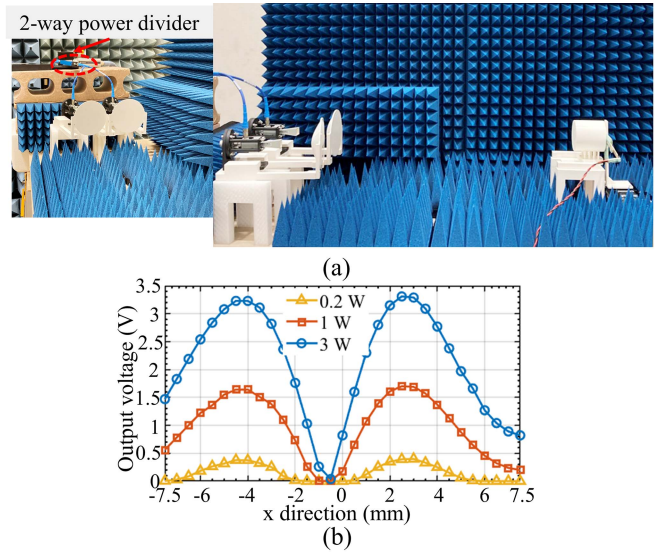 2-way power divider
(a)
Output voltage (V)
3.5
3
2.5
2
1.5
1
0.5
0
0.2 W
1 W
3 W
-7.5 -6 -4 -2 0 2 4 6 7.5
x direction (mm)
(b)